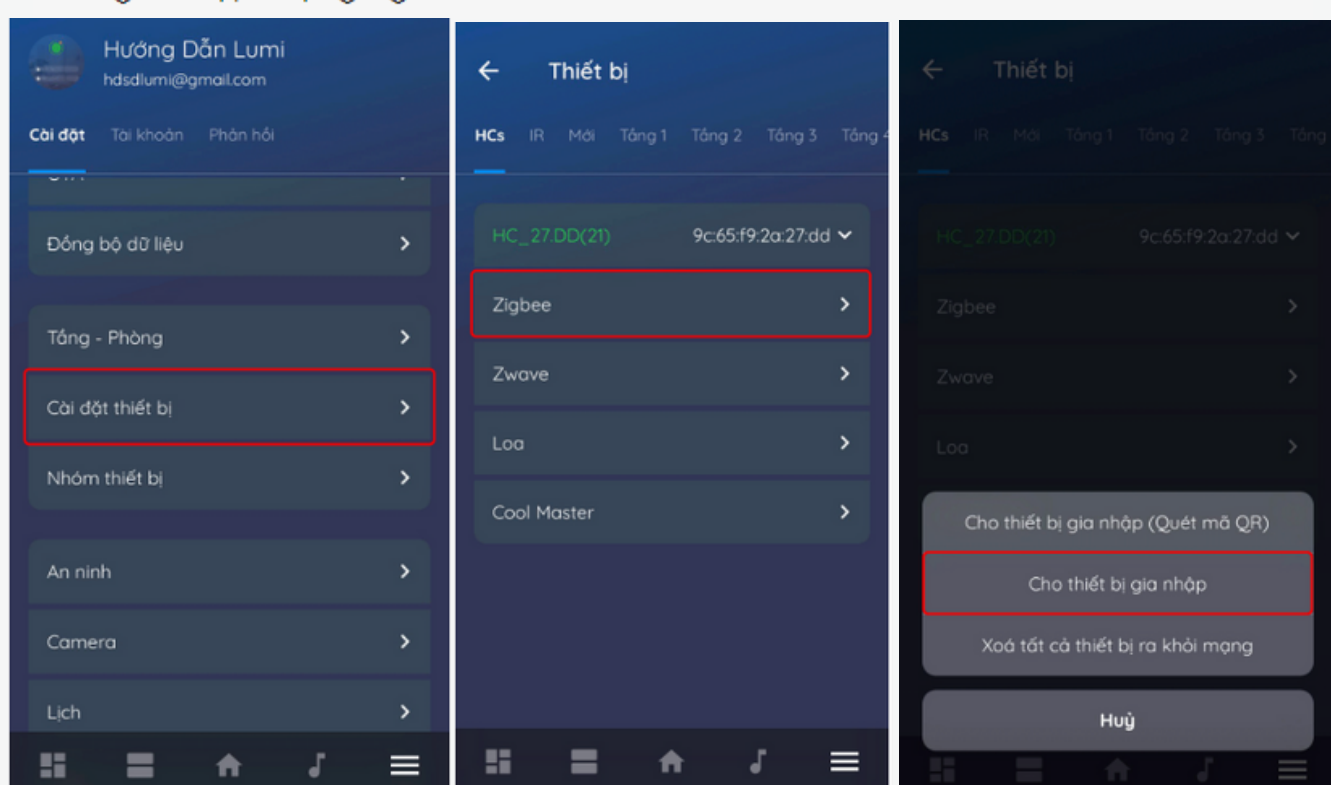 Hướng Dẫn Lumi
hdsdlumi@gmail.com
Cài đặt Tài khoản Phản hồi
Đồng bộ dữ liệu
Tầng - Phòng
Cài đặt thiết bị
Nhóm thiết bị
An ninh
Camera
Lịch
Thiết bị
HCs IR Mới Tầng 1 Tầng 2 Tầng 3 Tầng 4
HC_27.DD(21) 9c:65:f9:2a:27:dd
Zigbee
Zwave
Loa
Cool Master
Thiết bị
HCs IR Mới Tầng 1 Tầng 2 Tầng 3 Tầng
HC_27.DD(21) 9c:65:f9:2a:27:dd
Zigbee
Zwave
Loa
Cho thiết bị gia nhập (Quét mã QR)
Cho thiết bị gia nhập
Xoá tất cả thiết bị ra khỏi mạng
Huỷ